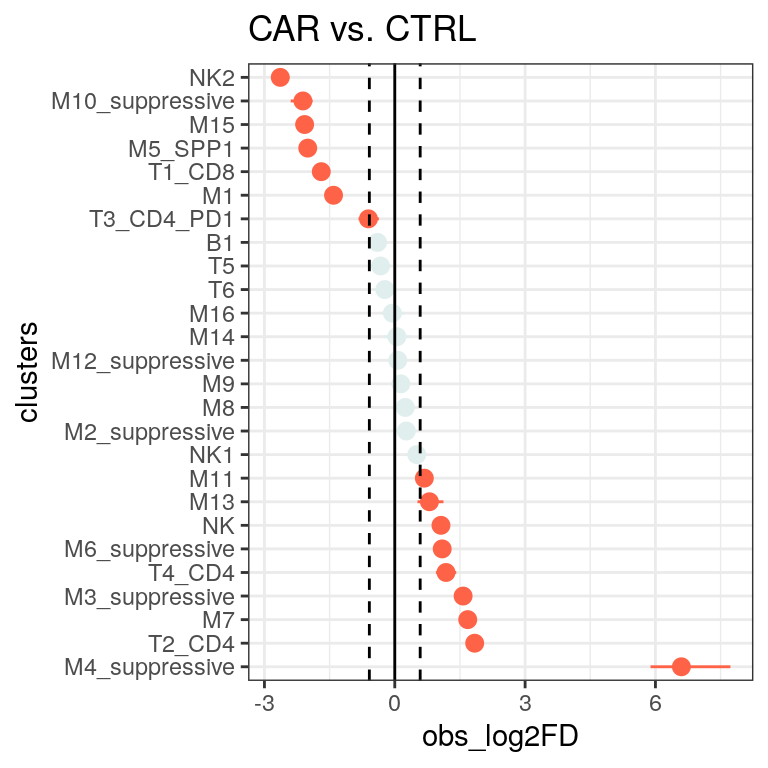 CAR vs. CTRL
NK2
M10_suppressive
M15
M5_SPP1
T1_CD8
M1
T3_CD4_PD1
B1
T5
T6
M16
M14
M12_suppressive
M9
M8
M2_suppressive
NK1
M11
M13
NK
M6_suppressive
T4_CD4
M3_suppressive
M7
T2_CD4
M4_suppressive
clusters
-3 0 3 6
obs_log2FD